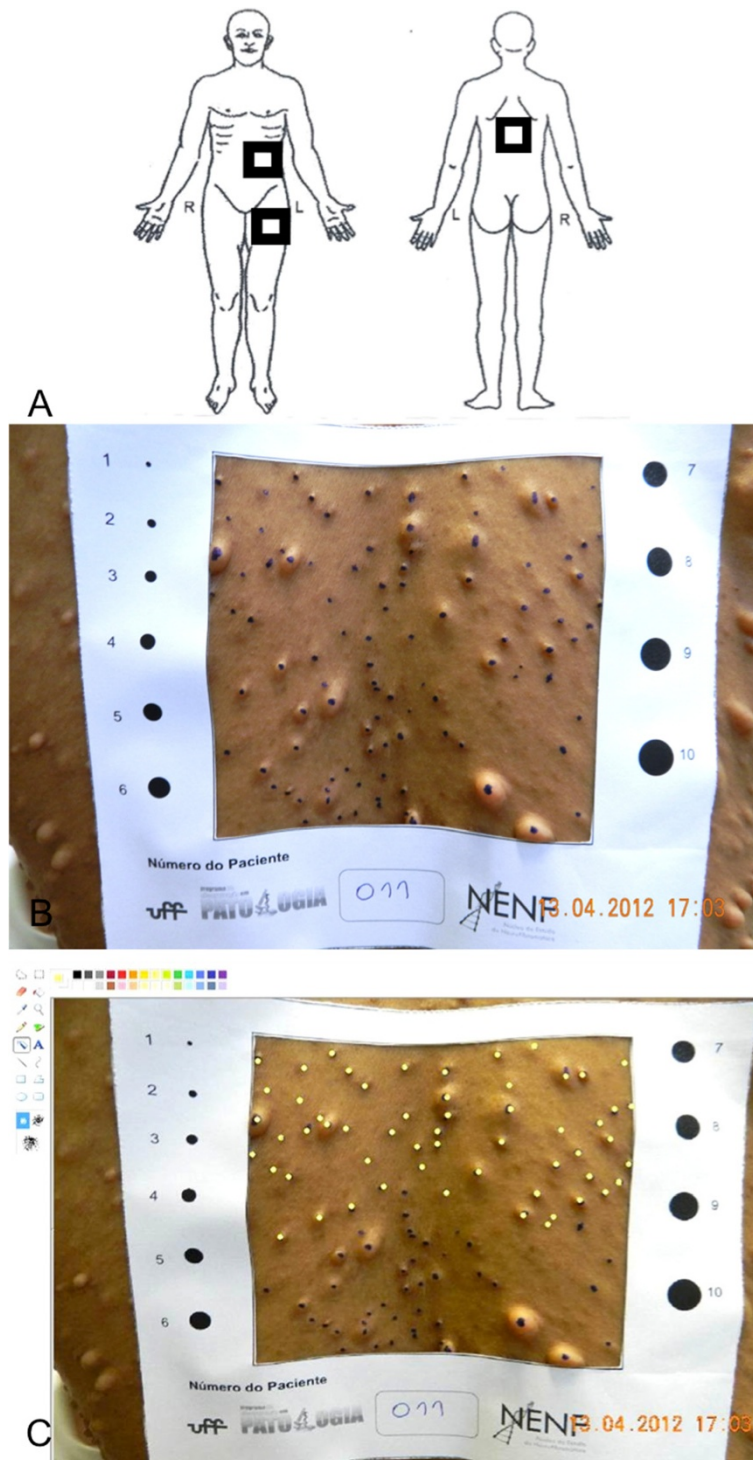 R L L R
A
1 7
2 8
3 9
4
5 10
6
Número do Paciente
uff PATOLOGIA 011 NENF 13.04.2012 17:03
B
A
1 7
2 8
3 9
4
5 10
6
Número do Paciente
uff PATOLOGIA 011 NENF 13.04.2012 17:03
C